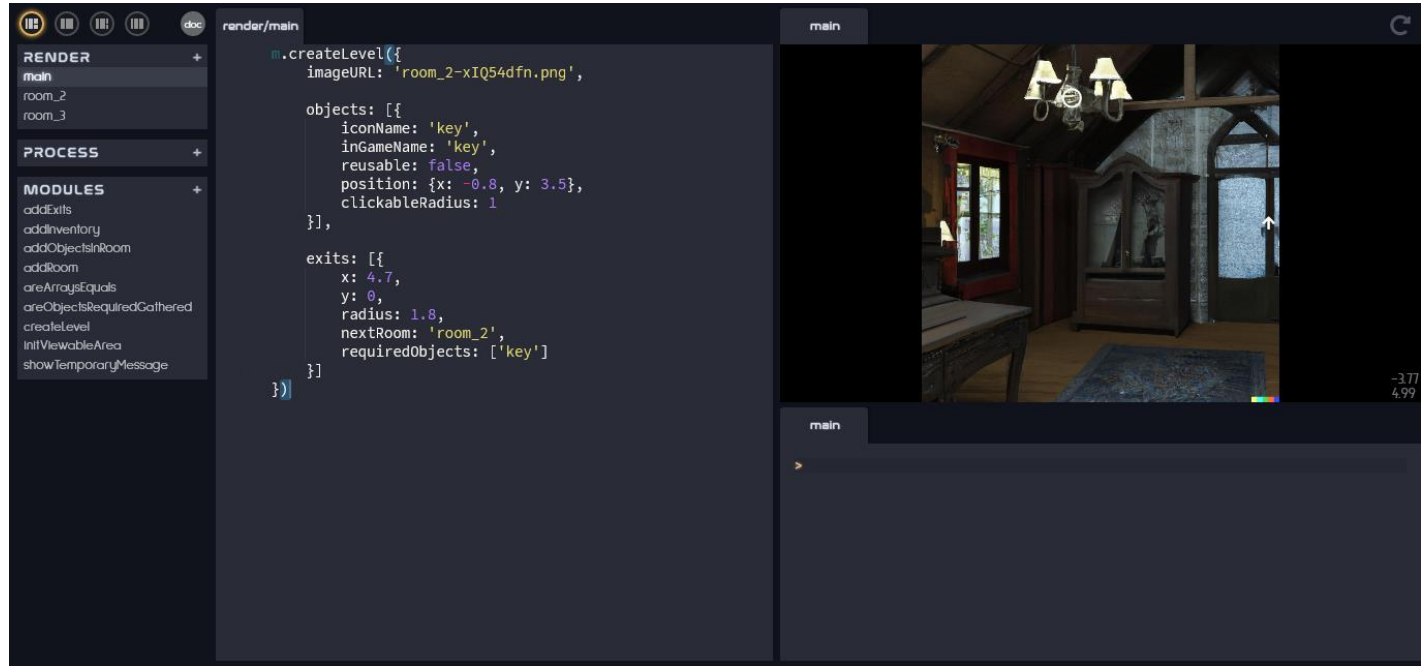 doc
RENDER +
main
room_2
room_3
PROCESS +
MODULES +
addExits
addInventory
addObjectsInRoom
addRoom
areArraysEquals
areObjectsRequiredGathered
createLevel
initViewableArea
showTemporaryMessage
render/main
m.createLevel({
imageURL: 'room_2-xIQ54dfn.png',
objects: [{
iconName: 'key',
inGameName: 'key',
reusable: false,
position: {x: -0.8, y: 3.5},
clickableRadius: 1
}],
exits: [{
x: 4.7,
y: 0,
radius: 1.8,
nextRoom: 'room_2',
requiredObjects: ['key']
}]
})
main
-3.77
4.99
main
>